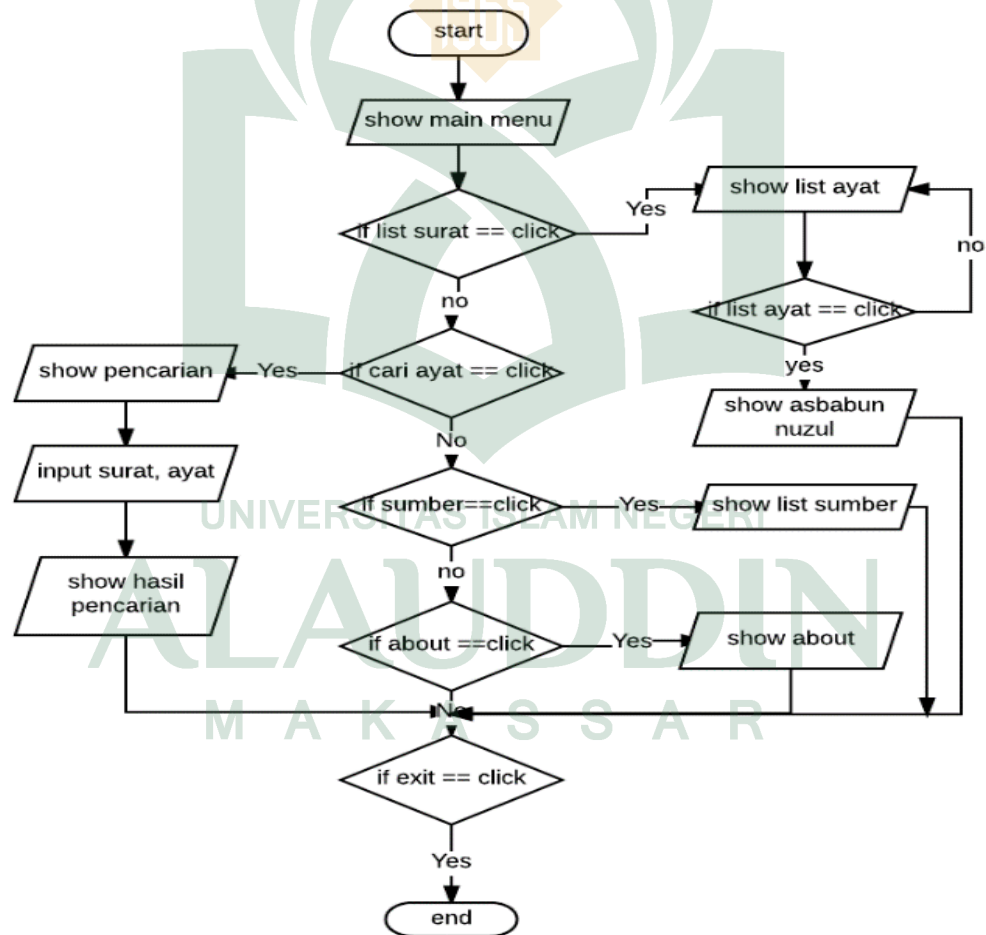 1965
start
show main menu
show list ayat
Yes
if list surat == click
no
no
if list ayat == click
yes
show pencarian
Yes
if cari ayat == click
show asbabun
nuzul
No
input surat, ayat
if sumber==click
Yes
show list sumber
UNIVERSITAS ISLAM NEGERI
no
show hasil
pencarian
ALAUDDIN
if about ==click
Yes
show about
No
MAKASSAR
if exit == click
Yes
end